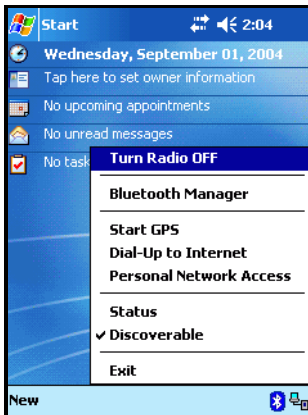 Start 2:04
Wednesday, September 01, 2004
Tap here to set owner information
No upcoming appointments
No unread messages
No task
Turn Radio OFF
Bluetooth Manager
Start GPS
Dial-Up to Internet
Personal Network Access
Status
Discoverable
Exit
New